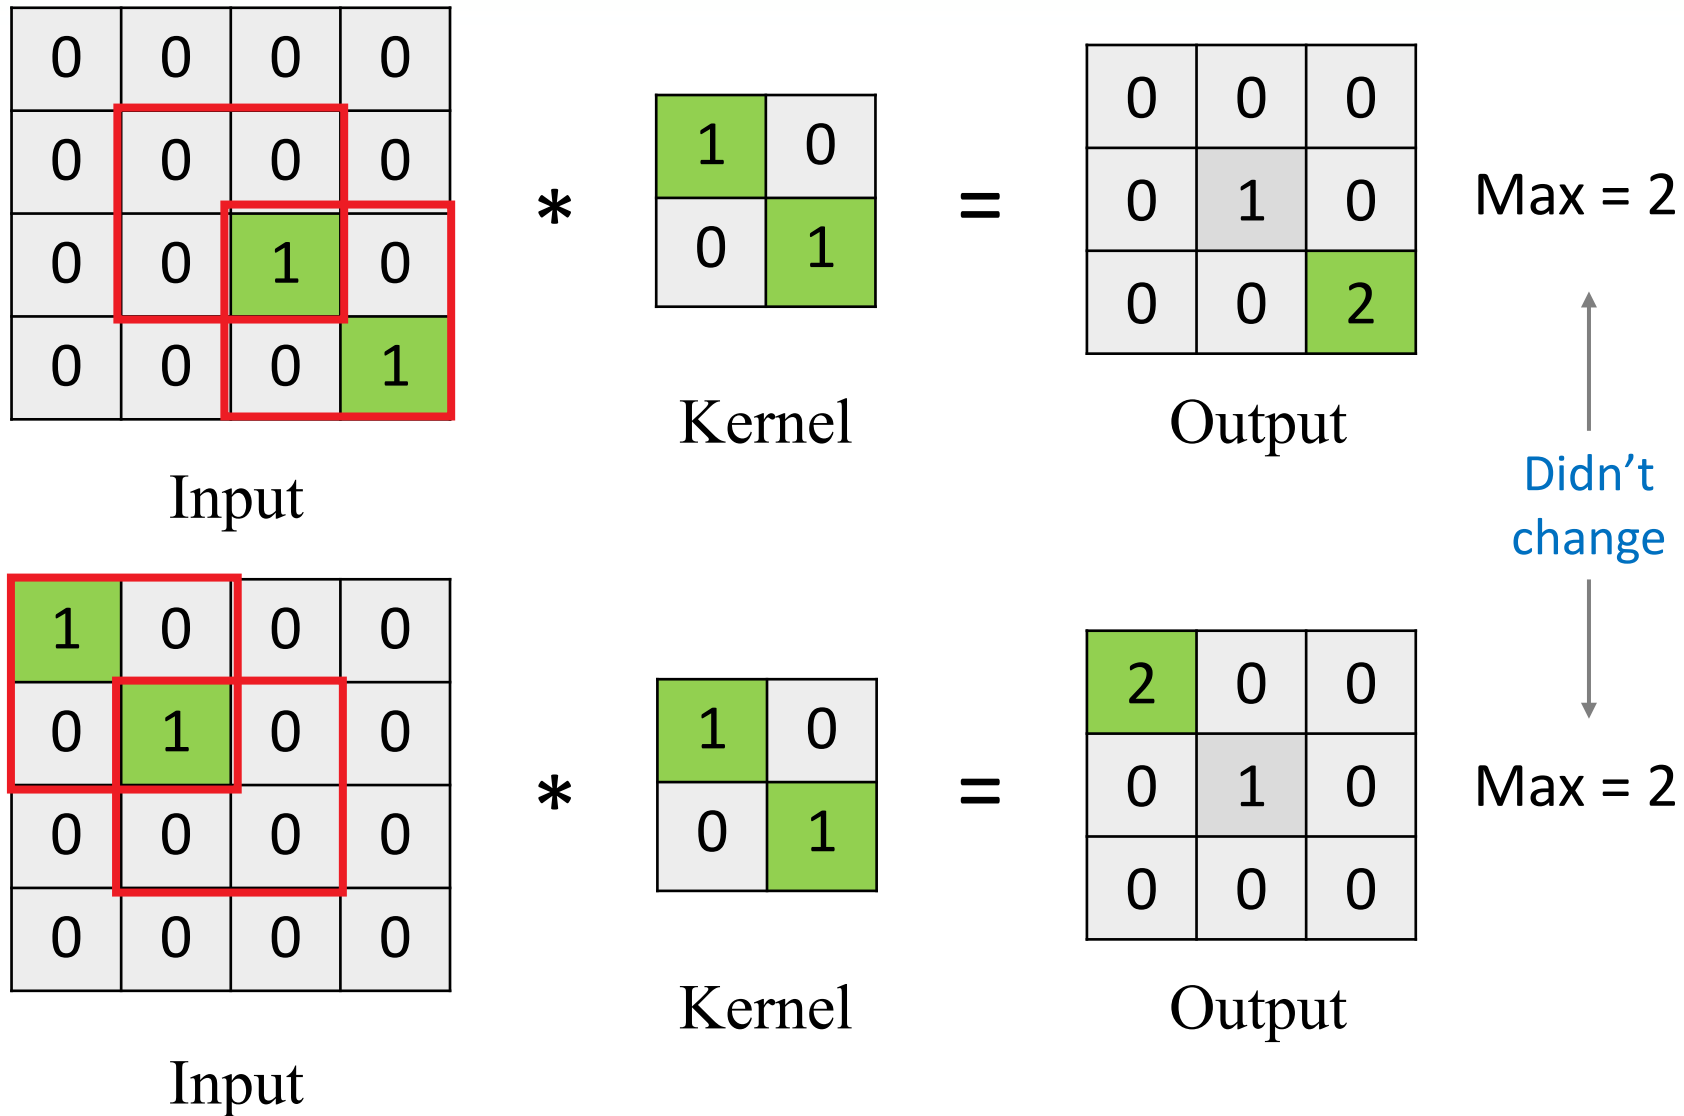 0 0 0 0
0 0 0 0
0 0 1 0
0 0 0 1
Input
*
1 0
0 1
Kernel
=
0 0 0
0 1 0
0 0 2
Output
Max = 2
Didn’t
change
1 0 0 0
0 1 0 0
0 0 0 0
0 0 0 0
Input
*
1 0
0 1
Kernel
=
2 0 0
0 1 0
0 0 0
Output
Max = 2